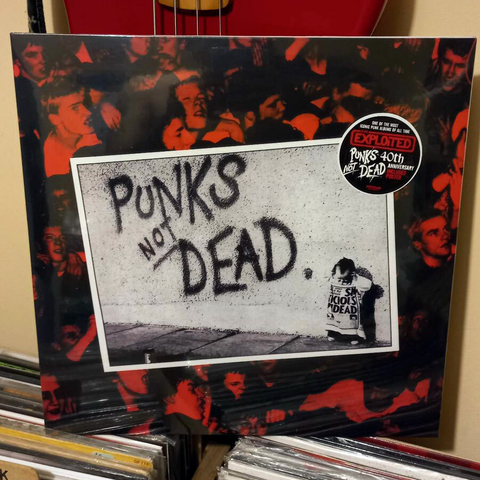 ONE OF THE MOST
ICONIC PUNK ALBUMS OF ALL TIME
EXPLOITED
PUNKS
NOT
DEAD
40th
ANNIVERSARY
PUNKS
NOT
DEAD.
DEAD